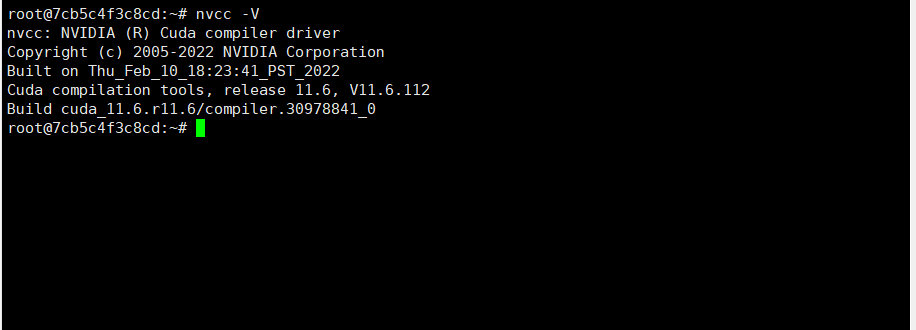 root@7cb5c4f3c8cd:~# nvcc -V
nvcc: NVIDIA (R) Cuda compiler driver
Copyright (c) 2005-2022 NVIDIA Corporation
Built on Thu_Feb_10_18:23:41_PST_2022
Cuda compilation tools, release 11.6, V11.6.112
Build cuda_11.6.r11.6/compiler.30978841_0
root@7cb5c4f3c8cd:~#